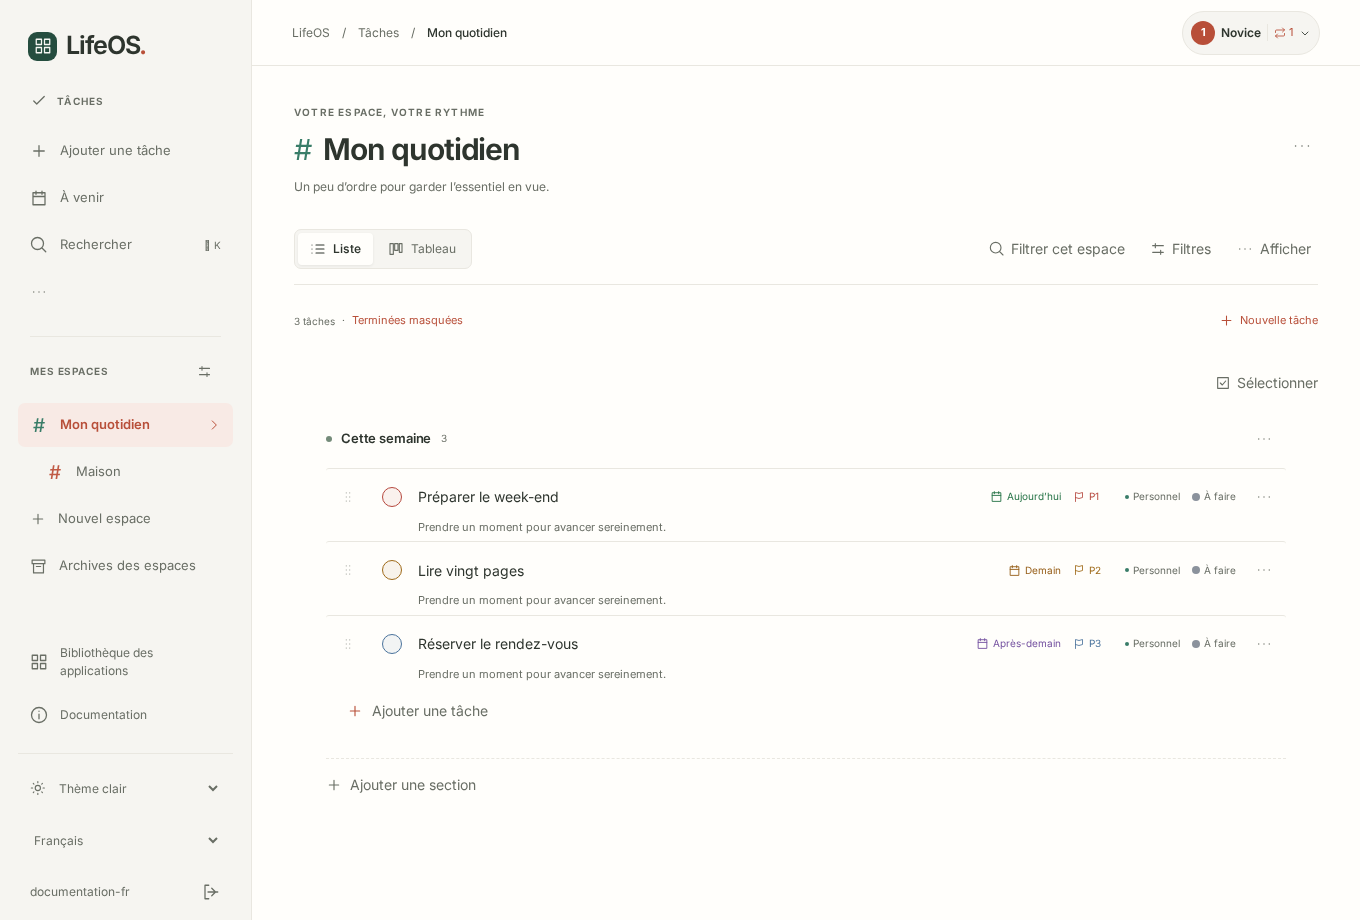 LifeOS.
TÂCHES
Ajouter une tâche
À venir
Rechercher K
MES ESPACES
# Mon quotidien
# Maison
Nouvel espace
Archives des espaces
Bibliothèque des
applications
Documentation
Thème clair
Français
documentation-fr
LifeOS / Tâches / Mon quotidien
1 Novice 1
VOTRE ESPACE, VOTRE RYTHME
# Mon quotidien
Un peu d’ordre pour garder l’essentiel en vue.
Liste Tableau
Filtrer cet espace Filtres Afficher
3 tâches · Terminées masquées
Nouvelle tâche
Sélectionner
Cette semaine 3
Préparer le week-end Aujourd’hui P1 Personnel À faire
Prendre un moment pour avancer sereinement.
Lire vingt pages Demain P2 Personnel À faire
Prendre un moment pour avancer sereinement.
Réserver le rendez-vous Après-demain P3 Personnel À faire
Prendre un moment pour avancer sereinement.
Ajouter une tâche
Ajouter une section